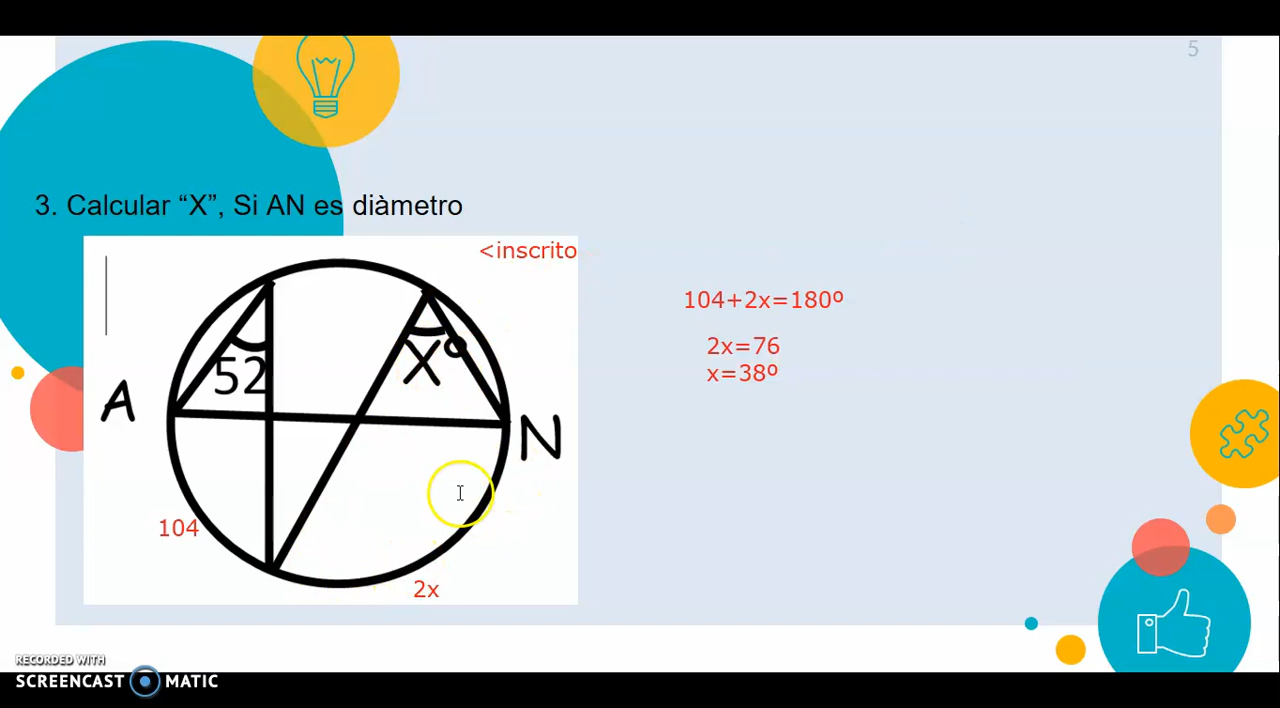 5
3. Calcular “X”, Si AN es diàmetro
<inscrito
52
X°
A
N
104
2x
104+2x=180º
2x=76
x=38º
RECORDED WITH
SCREENCAST MATIC